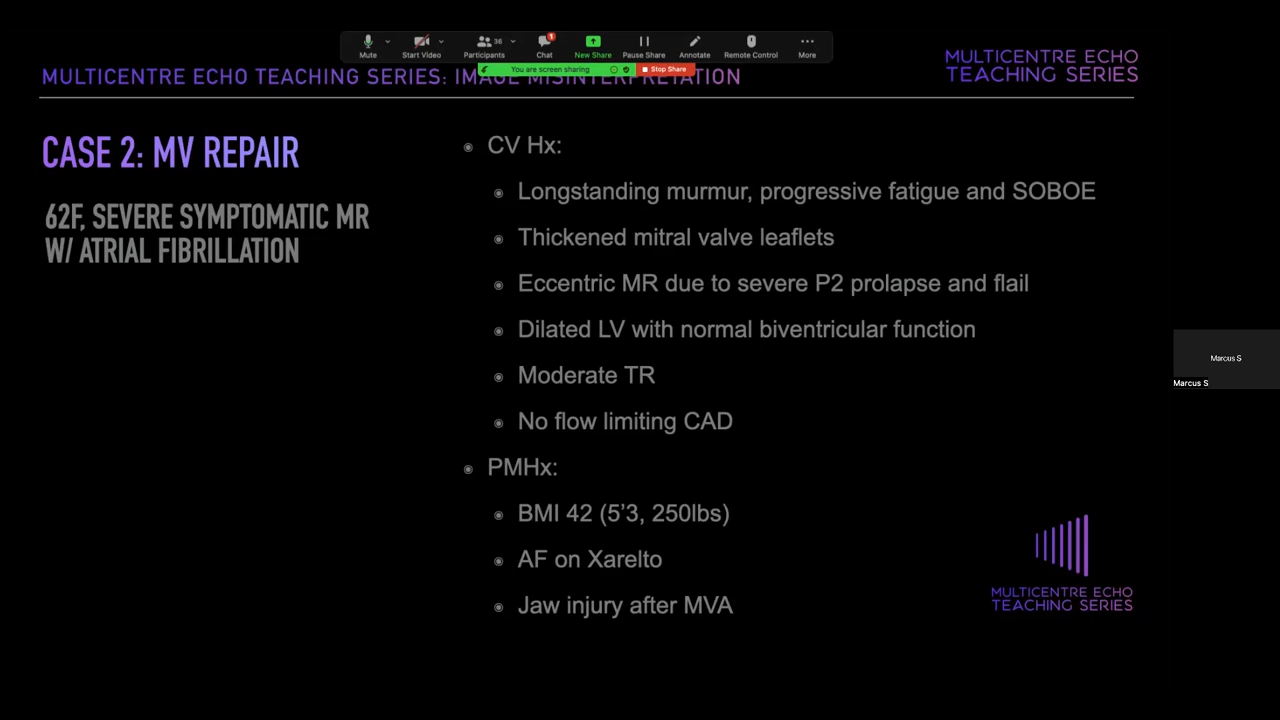 Mute
Start Video
36
Participants
1
Chat
New Share
Pause Share
Annotate
Remote Control
More
You are screen sharing
Stop Share
MULTICENTRE ECHO TEACHING SERIES: IMAGE MISINTERPRETATION
MULTICENTRE ECHO
TEACHING SERIES
CASE 2: MV REPAIR
62F, SEVERE SYMPTOMATIC MR
W/ ATRIAL FIBRILLATION
CV Hx:
Longstanding murmur, progressive fatigue and SOBOE
Thickened mitral valve leaflets
Eccentric MR due to severe P2 prolapse and flail
Dilated LV with normal biventricular function
Moderate TR
No flow limiting CAD
PMHx:
BMI 42 (5’3, 250lbs)
AF on Xarelto
Jaw injury after MVA
Marcus S
Marcus S
MULTICENTRE ECHO
TEACHING SERIES